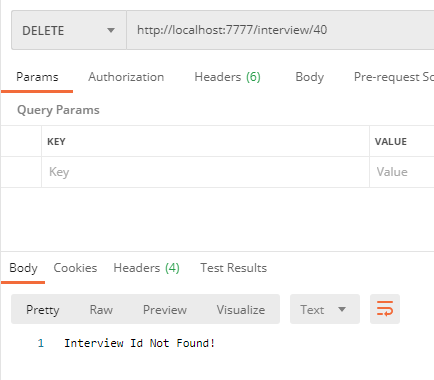 DELETE http://localhost:7777/interview/40
Params Authorization Headers (6) Body Pre-request Sc
Query Params
KEY VALUE
Key Value
Body Cookies Headers (4) Test Results
Pretty Raw Preview Visualize Text
1 Interview Id Not Found!